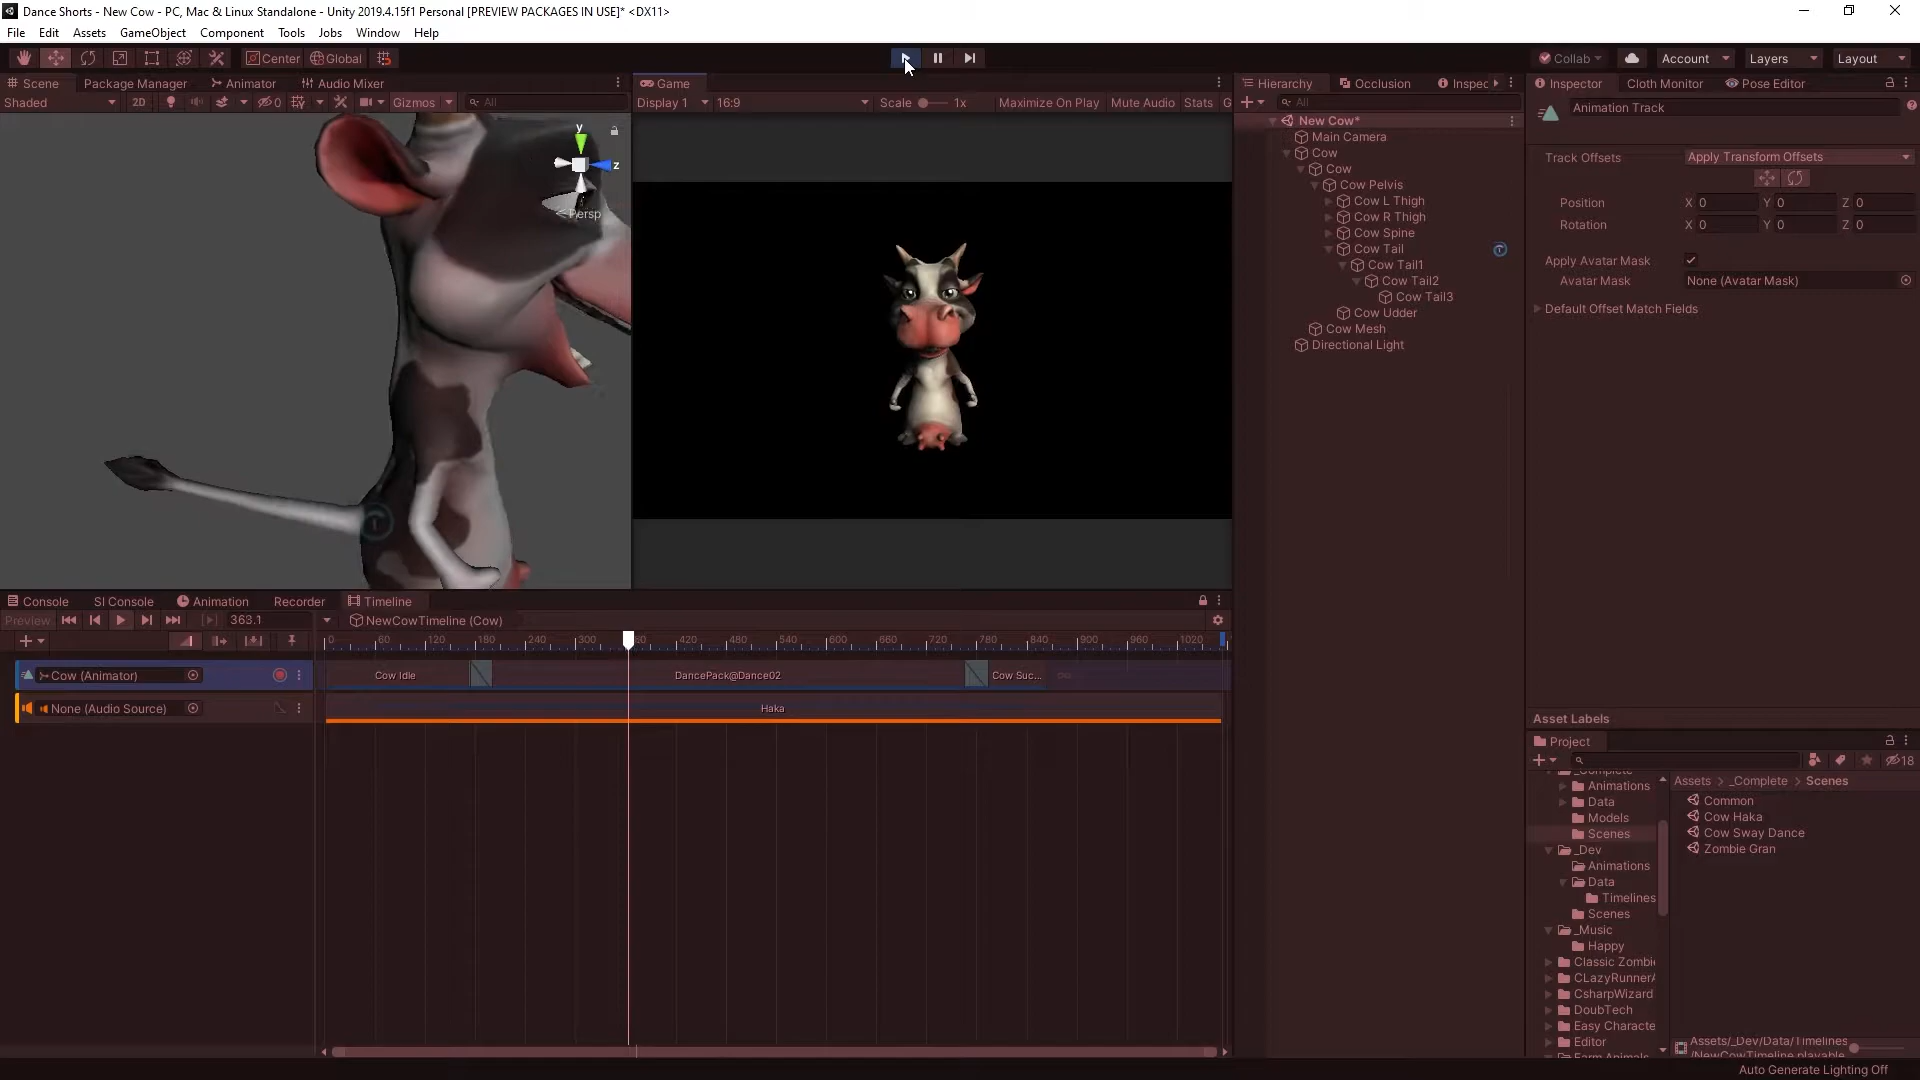 Dance Shorts - New Cow - PC, Mac & Linux Standalone - Unity 2019.4.15f1 Personal [PREVIEW PACKAGES IN USE]* <DX11>
File Edit Assets GameObject Component Tools Jobs Window Help
Center Global Collab Account Layers Layout
Scene Package Manager Animator Audio Mixer
Shaded 2D 0 Gizmos All
y
z
Persp
Game
Display 1 16:9 Scale 1x Maximize On Play Mute Audio Stats G
Hierarchy Occlusion Inspec
All
New Cow*
Main Camera
Cow
Cow
Cow Pelvis
Cow L Thigh
Cow R Thigh
Cow Spine
Cow Tail
Cow Tail1
Cow Tail2
Cow Tail3
Cow Udder
Cow Mesh
Directional Light
Inspector Cloth Monitor Pose Editor
Animation Track
Track Offsets Apply Transform Offsets
Position X 0 Y 0 Z 0
Rotation X 0 Y 0 Z 0
Apply Avatar Mask
Avatar Mask None (Avatar Mask)
Default Offset Match Fields
Asset Labels
Console SI Console Animation Recorder Timeline
Preview 363.1 NewCowTimeline (Cow)
0 60 120 180 240 300 420 480 540 600 660 720 780 840 900 960 1020
Cow (Animator) Cow Idle DancePack@Dance02 Cow Suc...
None (Audio Source) Haka
Project
18
Animations
Data
Models
Scenes
_Dev
Animations
Data
Timelines
Scenes
_Music
Happy
Classic Zombi
CLazyRunnerA
CsharpWizard
DoubTech
Easy Characte
Editor
Farm Animals
Assets > _Complete > Scenes
Common
Cow Haka
Cow Sway Dance
Zombie Gran
Assets/_Dev/Data/Timelines
/NewCowTimeline.playable
Auto Generate Lighting Off